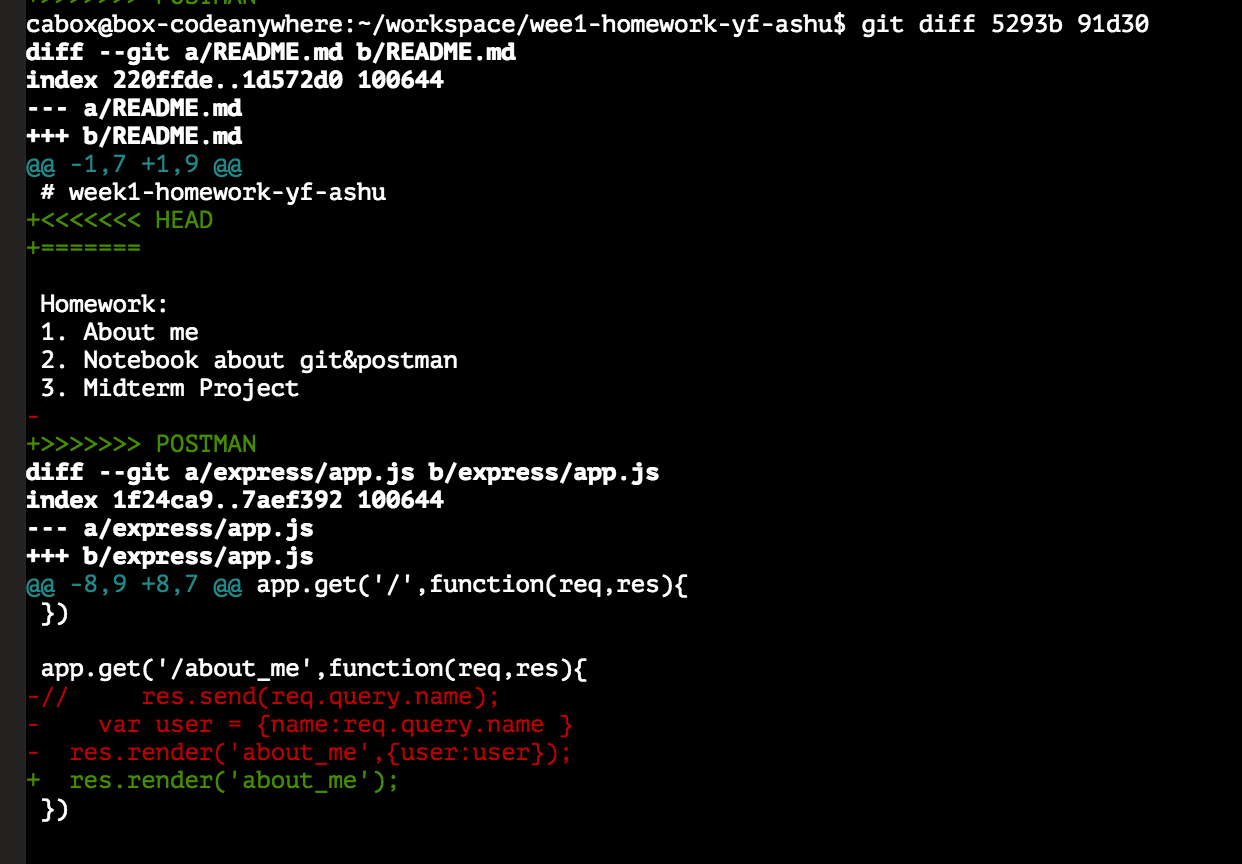 +>>>>>>> POSTMAN
cabox@box-codeanywhere:~/workspace/wee1-homework-yf-ashu$ git diff 5293b 91d30
diff --git a/README.md b/README.md
index 220ffde..1d572d0 100644
--- a/README.md
+++ b/README.md
@@ -1,7 +1,9 @@
 # week1-homework-yf-ashu
+<<<<<<< HEAD
+=======

 Homework:
 1. About me
 2. Notebook about git&postman
 3. Midterm Project
-
+>>>>>>> POSTMAN
diff --git a/express/app.js b/express/app.js
index 1f24ca9..7aef392 100644
--- a/express/app.js
+++ b/express/app.js
@@ -8,9 +8,7 @@ app.get('/',function(req,res){
 })

 app.get('/about_me',function(req,res){
-//     res.send(req.query.name);
-    var user = {name:req.query.name }
-  res.render('about_me',{user:user});
+  res.render('about_me');
 })